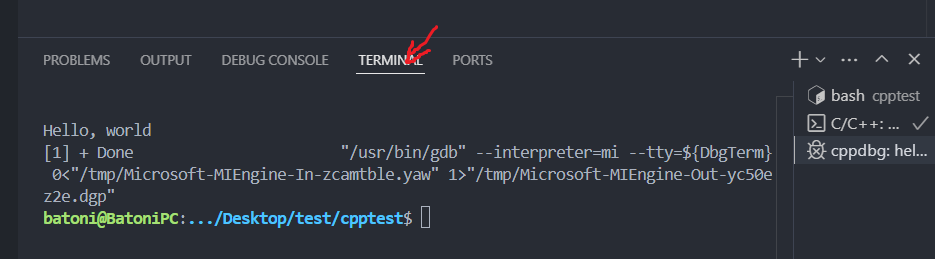 PROBLEMS OUTPUT DEBUG CONSOLE TERMINAL PORTS
bash cpptest
C/C++: ...
cppdbg: hel...
Hello, world
[1] + Done "/usr/bin/gdb" --interpreter=mi --tty=${DbgTerm}
0<"/tmp/Microsoft-MIEngine-In-zcamtble.yaw" 1>"/tmp/Microsoft-MIEngine-Out-yc50e
z2e.dgp"
batoni@BatoniPC:.../Desktop/test/cpptest$